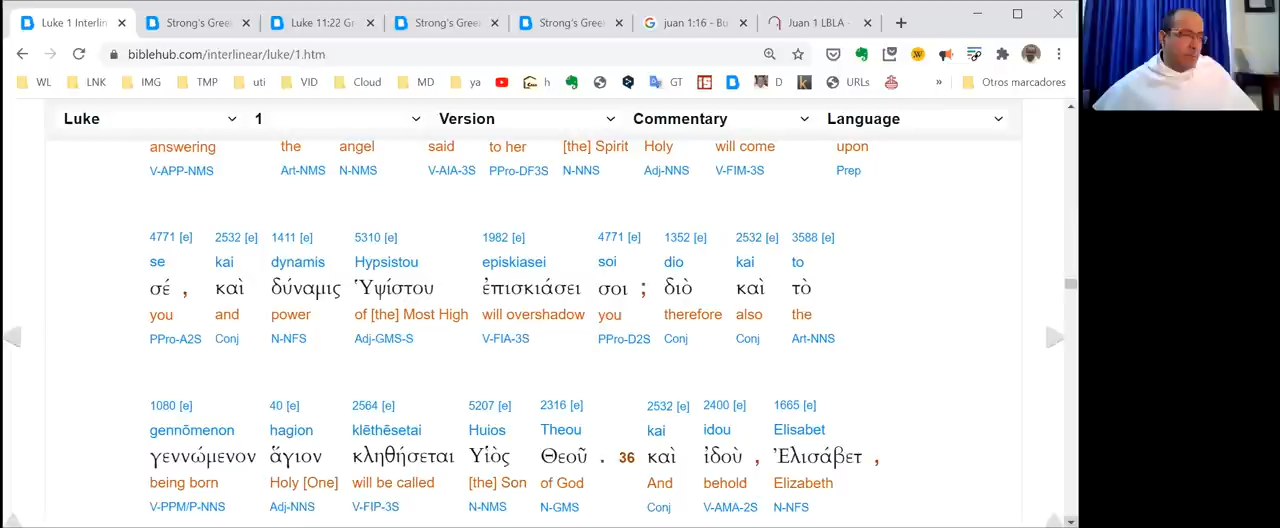 Luke 1 Interlin
Strong's Gree
Luke 11:22 Gr
Strong's Gree
Strong's Gree
juan 1:16 - Bu
Juan 1 LBLA -
biblehub.com/interlinear/luke/1.htm
WL LNK IMG TMP uti VID Cloud MD ya h GT D URLs » Otros marcadores
Luke 1 Version Commentary Language
answering the angel said to her [the] Spirit Holy will come upon
V-APP-NMS Art-NMS N-NMS V-AIA-3S PPro-DF3S N-NNS Adj-NNS V-FIM-3S Prep
4771 [e] 2532 [e] 1411 [e] 5310 [e] 1982 [e] 4771 [e] 1352 [e] 2532 [e] 3588 [e]
se kai dynamis Hypsistou episkiasei soi dio kai to
σέ , καὶ δύναμις Ὑψίστου ἐπισκιάσει σοι ; διὸ καὶ τὸ
you and power of [the] Most High will overshadow you therefore also the
PPro-A2S Conj N-NFS Adj-GMS-S V-FIA-3S PPro-D2S Conj Conj Art-NNS
1080 [e] 40 [e] 2564 [e] 5207 [e] 2316 [e] 2532 [e] 2400 [e] 1665 [e]
gennōmenon hagion klēthēsetai Huios Theou kai idou Elisabet
γεννώμενον ἅγιον κληθήσεται Υἱὸς Θεοῦ . 36 καὶ ἰδοὺ , Ἐλισάβετ ,
being born Holy [One] will be called [the] Son of God And behold Elizabeth
V-PPM/P-NNS Adj-NNS V-FIP-3S N-NMS N-GMS Conj V-AMA-2S N-NFS